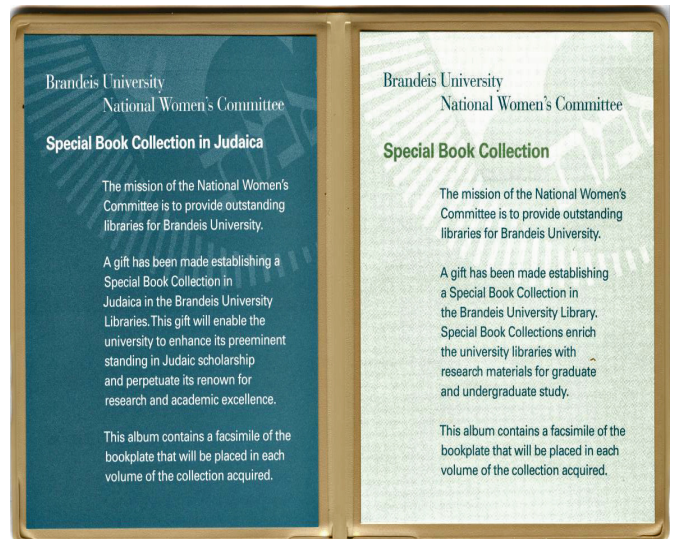 Brandeis University
National Women's Committee
Special Book Collection in Judaica
The mission of the National Women's
Committee is to provide outstanding
libraries for Brandeis University.
A gift has been made establishing a
Special Book Collection in
Judaica in the Brandeis University
Libraries.This gift will enable the
university to enhance its preeminent
standing in Judaic scholarship
and perpetuate its renown for
research and academic excellence.
This album contains a facsimile of the
bookplate that will be placed in each
volume of the collection acquired.
Brandeis University
National Women's Committee
Special Book Collection
The mission of the National Women's
Committee is to provide outstanding
libraries for Brandeis University.
A gift has been made establishing
a Special Book Collection in
the Brandeis University Library.
Special Book Collections enrich
the university libraries with
research materials for graduate
and undergraduate study.
This album contains a facsimile of the
bookplate that will be placed in each
volume of the collection acquired.